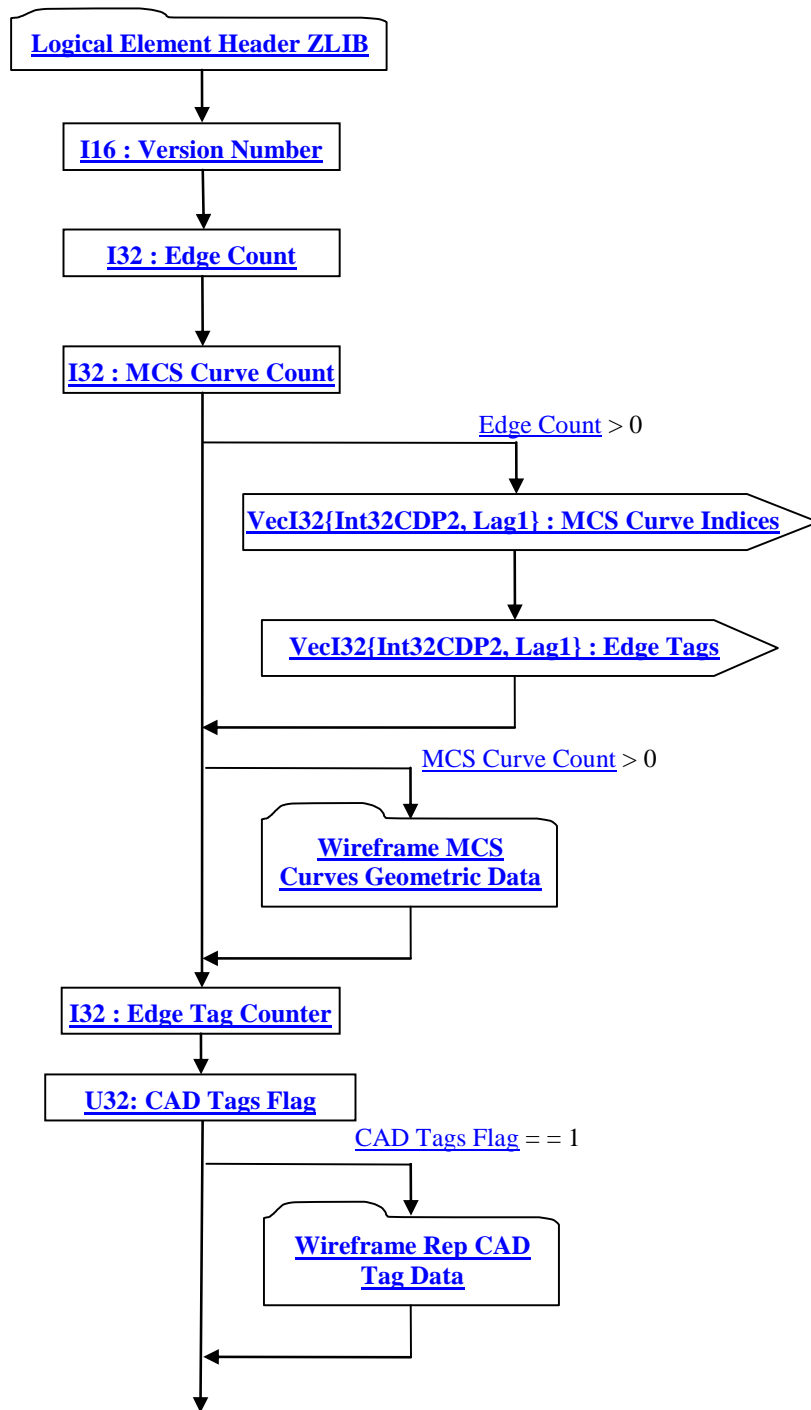 Logical Element Header ZLIB
I16 : Version Number
I32 : Edge Count
I32 : MCS Curve Count
Edge Count > 0
VecI32{Int32CDP2, Lag1} : MCS Curve Indices
VecI32{Int32CDP2, Lag1} : Edge Tags
MCS Curve Count > 0
Wireframe MCS
Curves Geometric Data
I32 : Edge Tag Counter
U32: CAD Tags Flag
CAD Tags Flag = = 1
Wireframe Rep CAD
Tag Data